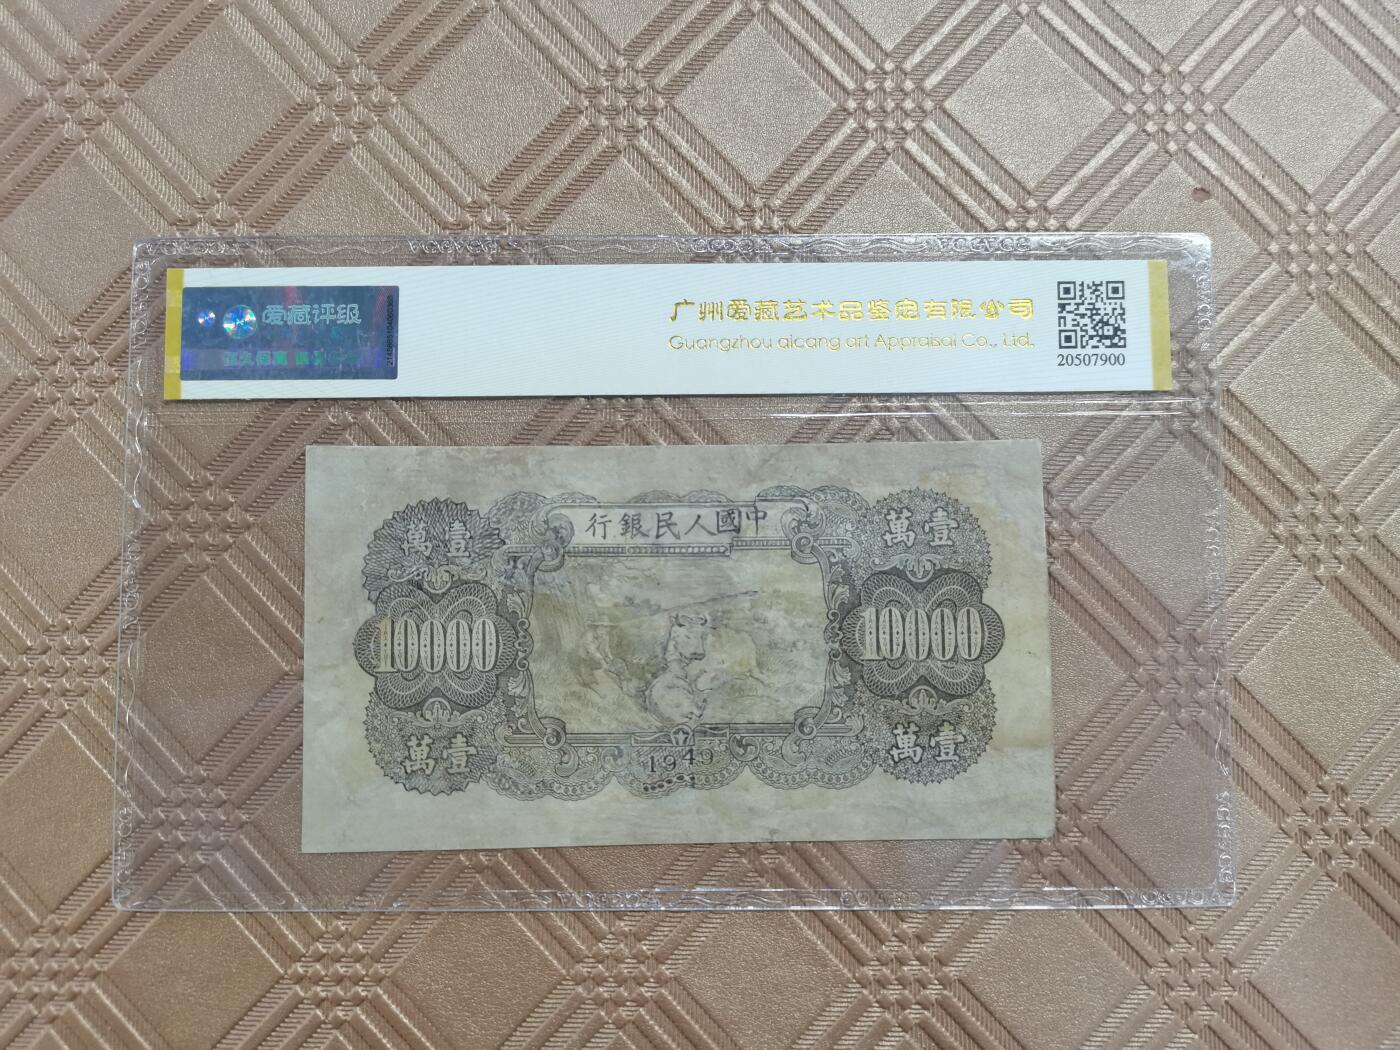 爱藏评级
广州爱藏艺术品鉴定有限公司
Guangzhou aicang art Appraisal Co., Ltd.
20507900
行銀民人國中
萬壹
萬壹
10000
10000
萬壹
萬壹
1949